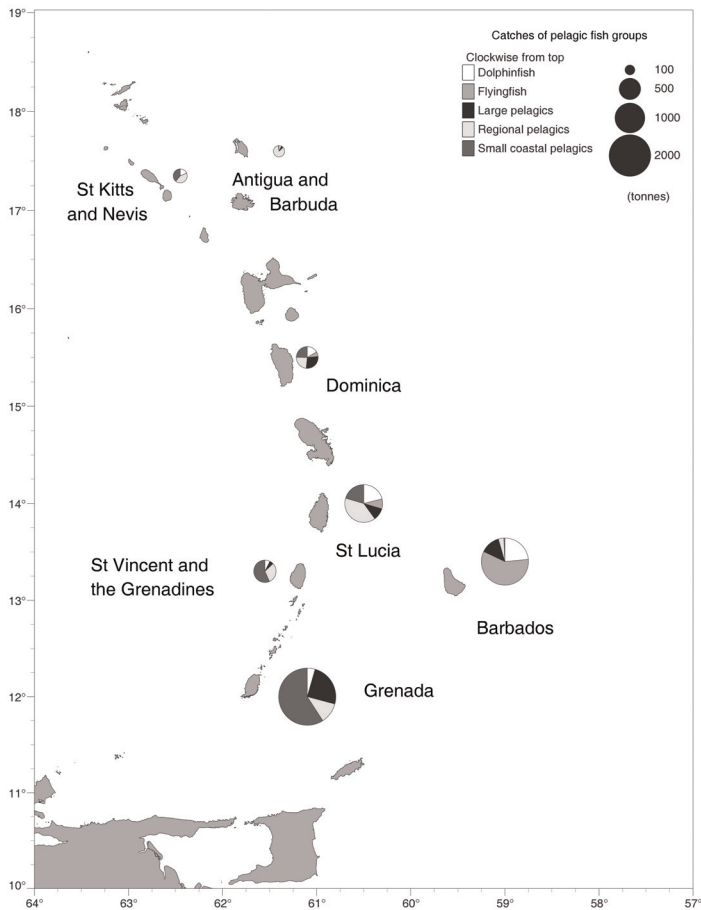 19°
18°
17°
16°
15°
14°
13°
12°
11°
10°
64°
63°
62°
61°
60°
59°
58°
57°
Catches of pelagic fish groups
Clockwise from top
Dolphinfish
Flyingfish
Large pelagics
Regional pelagics
Small coastal pelagics
100
500
1000
2000
(tonnes)
St Kitts
and Nevis
Antigua and
Barbuda
Dominica
St Lucia
St Vincent and
the Grenadines
Barbados
Grenada